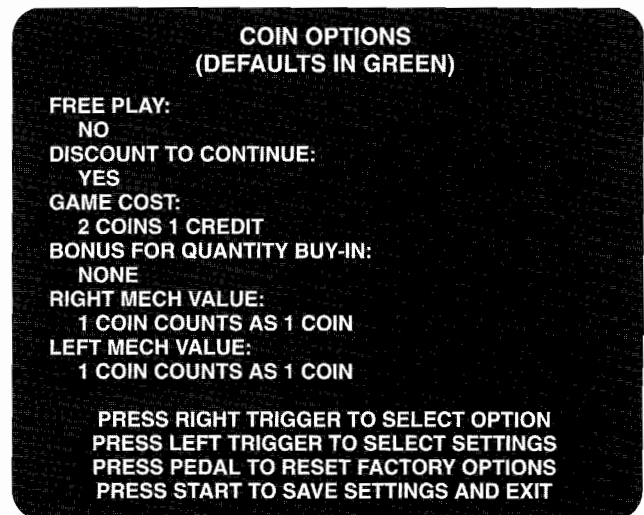 COIN OPTIONS
(DEFAULTS IN GREEN)
FREE PLAY:
NO
DISCOUNT TO CONTINUE:
YES
GAME COST:
2 COINS 1 CREDIT
BONUS FOR QUANTITY BUY-IN:
NONE
RIGHT MECH VALUE:
1 COIN COUNTS AS 1 COIN
LEFT MECH VALUE:
1 COIN COUNTS AS 1 COIN
PRESS RIGHT TRIGGER TO SELECT OPTION
PRESS LEFT TRIGGER TO SELECT SETTINGS
PRESS PEDAL TO RESET FACTORY OPTIONS
PRESS START TO SAVE SETTINGS AND EXIT